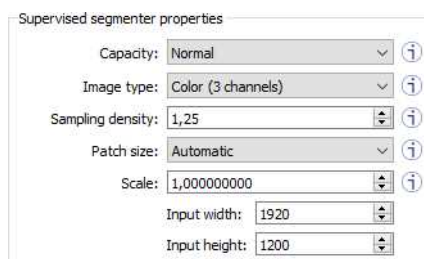 Supervised segmenter properties
Capacity: Normal
Image type: Color (3 channels)
Sampling density: 1,25
Patch size: Automatic
Scale: 1,000000000
Input width: 1920
Input height: 1200